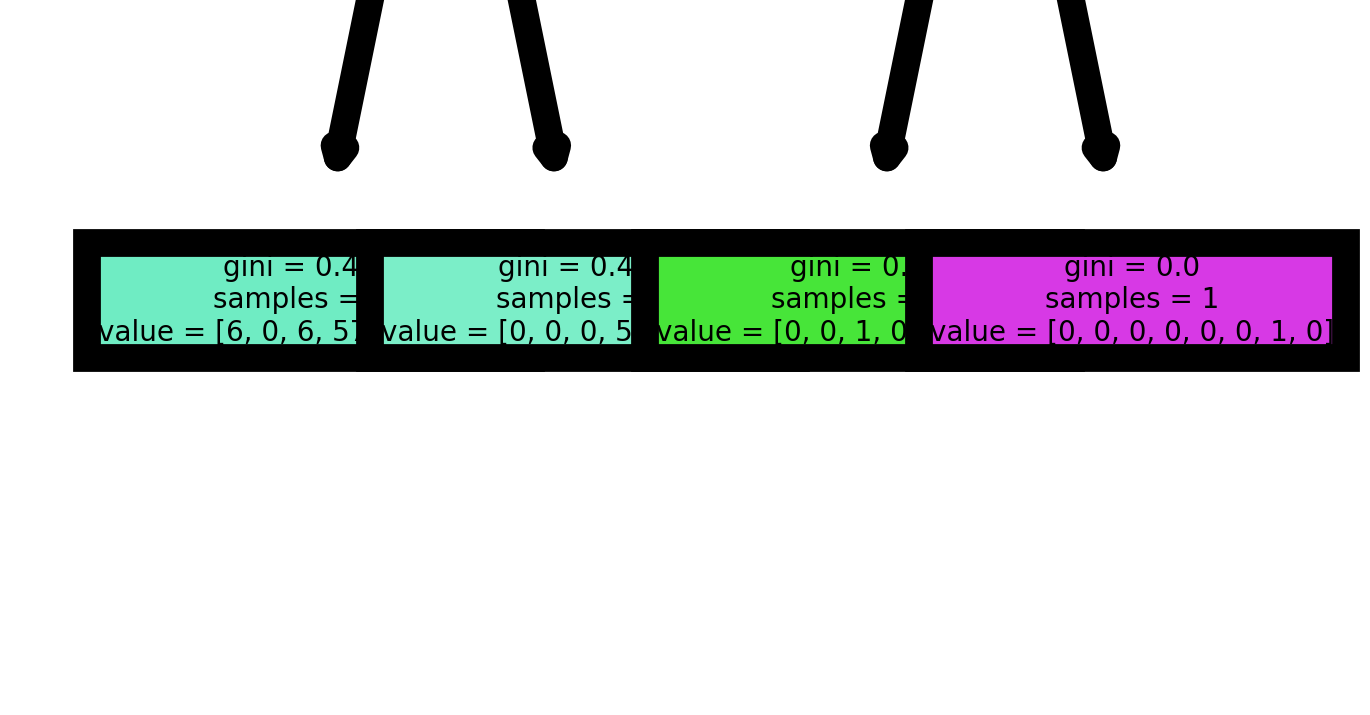 gini = 0.4
samples =
value = [6, 0, 6, 57
gini = 0.4
samples =
value = [0, 0, 0, 5
gini = 0.
samples =
value = [0, 0, 1, 0
gini = 0.0
samples = 1
value = [0, 0, 0, 0, 0, 0, 1, 0]